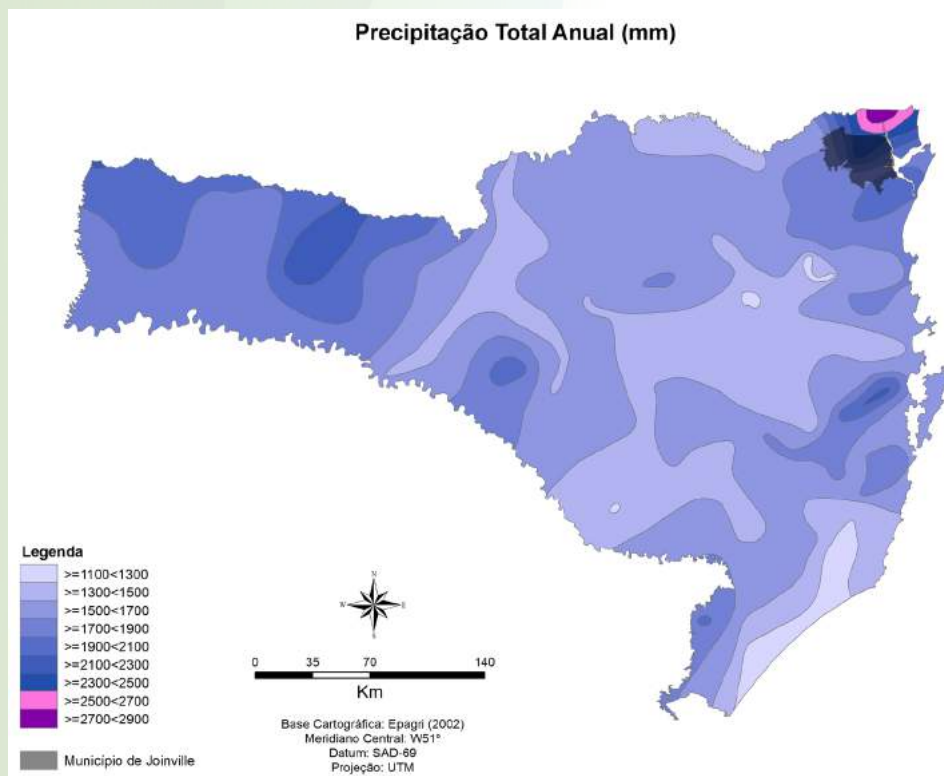 Precipitação Total Anual (mm)
Legenda
>=1100<1300
>=1300<1500
>=1500<1700
>=1700<1900
>=1900<2100
>=2100<2300
>=2300<2500
>=2500<2700
>=2700<2900
Município de Joinville
N
W E
S
0 35 70 140
Km
Base Cartográfica: Epagri (2002)
Meridiano Central: W51°
Datum: SAD-69
Projeção: UTM